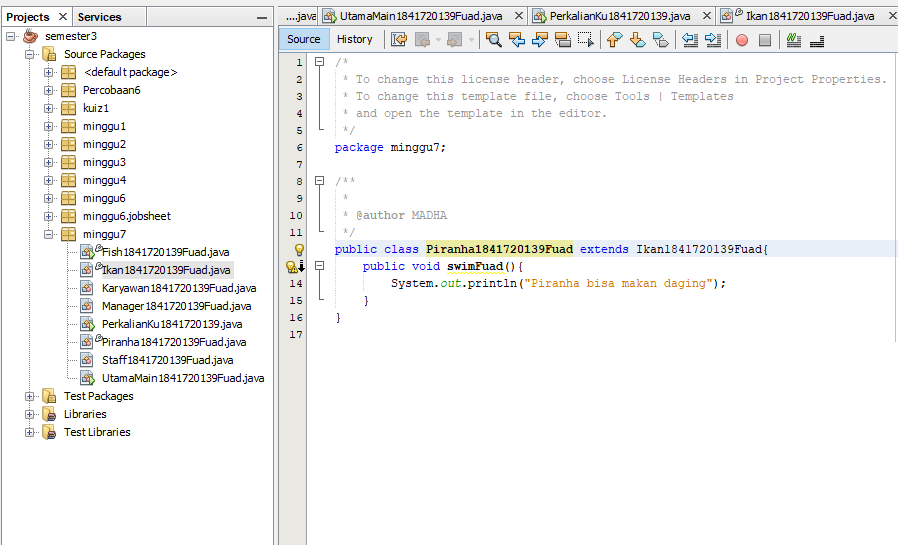 Projects
Services
semester3
Source Packages
<default package>
Percobaan6
kuiz1
minggu1
minggu2
minggu3
minggu4
minggu6
minggu6.jobsheet
minggu7
Fish1841720139Fuad.java
Ikan1841720139Fuad.java
Karyawan1841720139Fuad.java
Manager1841720139Fuad.java
PerkalianKu1841720139.java
Piranha1841720139Fuad.java
Staff1841720139Fuad.java
UtamaMain1841720139Fuad.java
Test Packages
Libraries
Test Libraries
....java UtamaMain1841720139Fuad.java PerkalianKu1841720139.java Ikan1841720139Fuad.java
Source History
1 /*
2 * To change this license header, choose License Headers in Project Properties.
3 * To change this template file, choose Tools | Templates
4 * and open the template in the editor.
5 */
6 package minggu7;
7
8 /**
9 *
10 * @author MADHA
11 */
public class Piranha1841720139Fuad extends Ikan1841720139Fuad{
public void swimFuad(){
14 System.out.println("Piranha bisa makan daging");
15 }
16 }
17